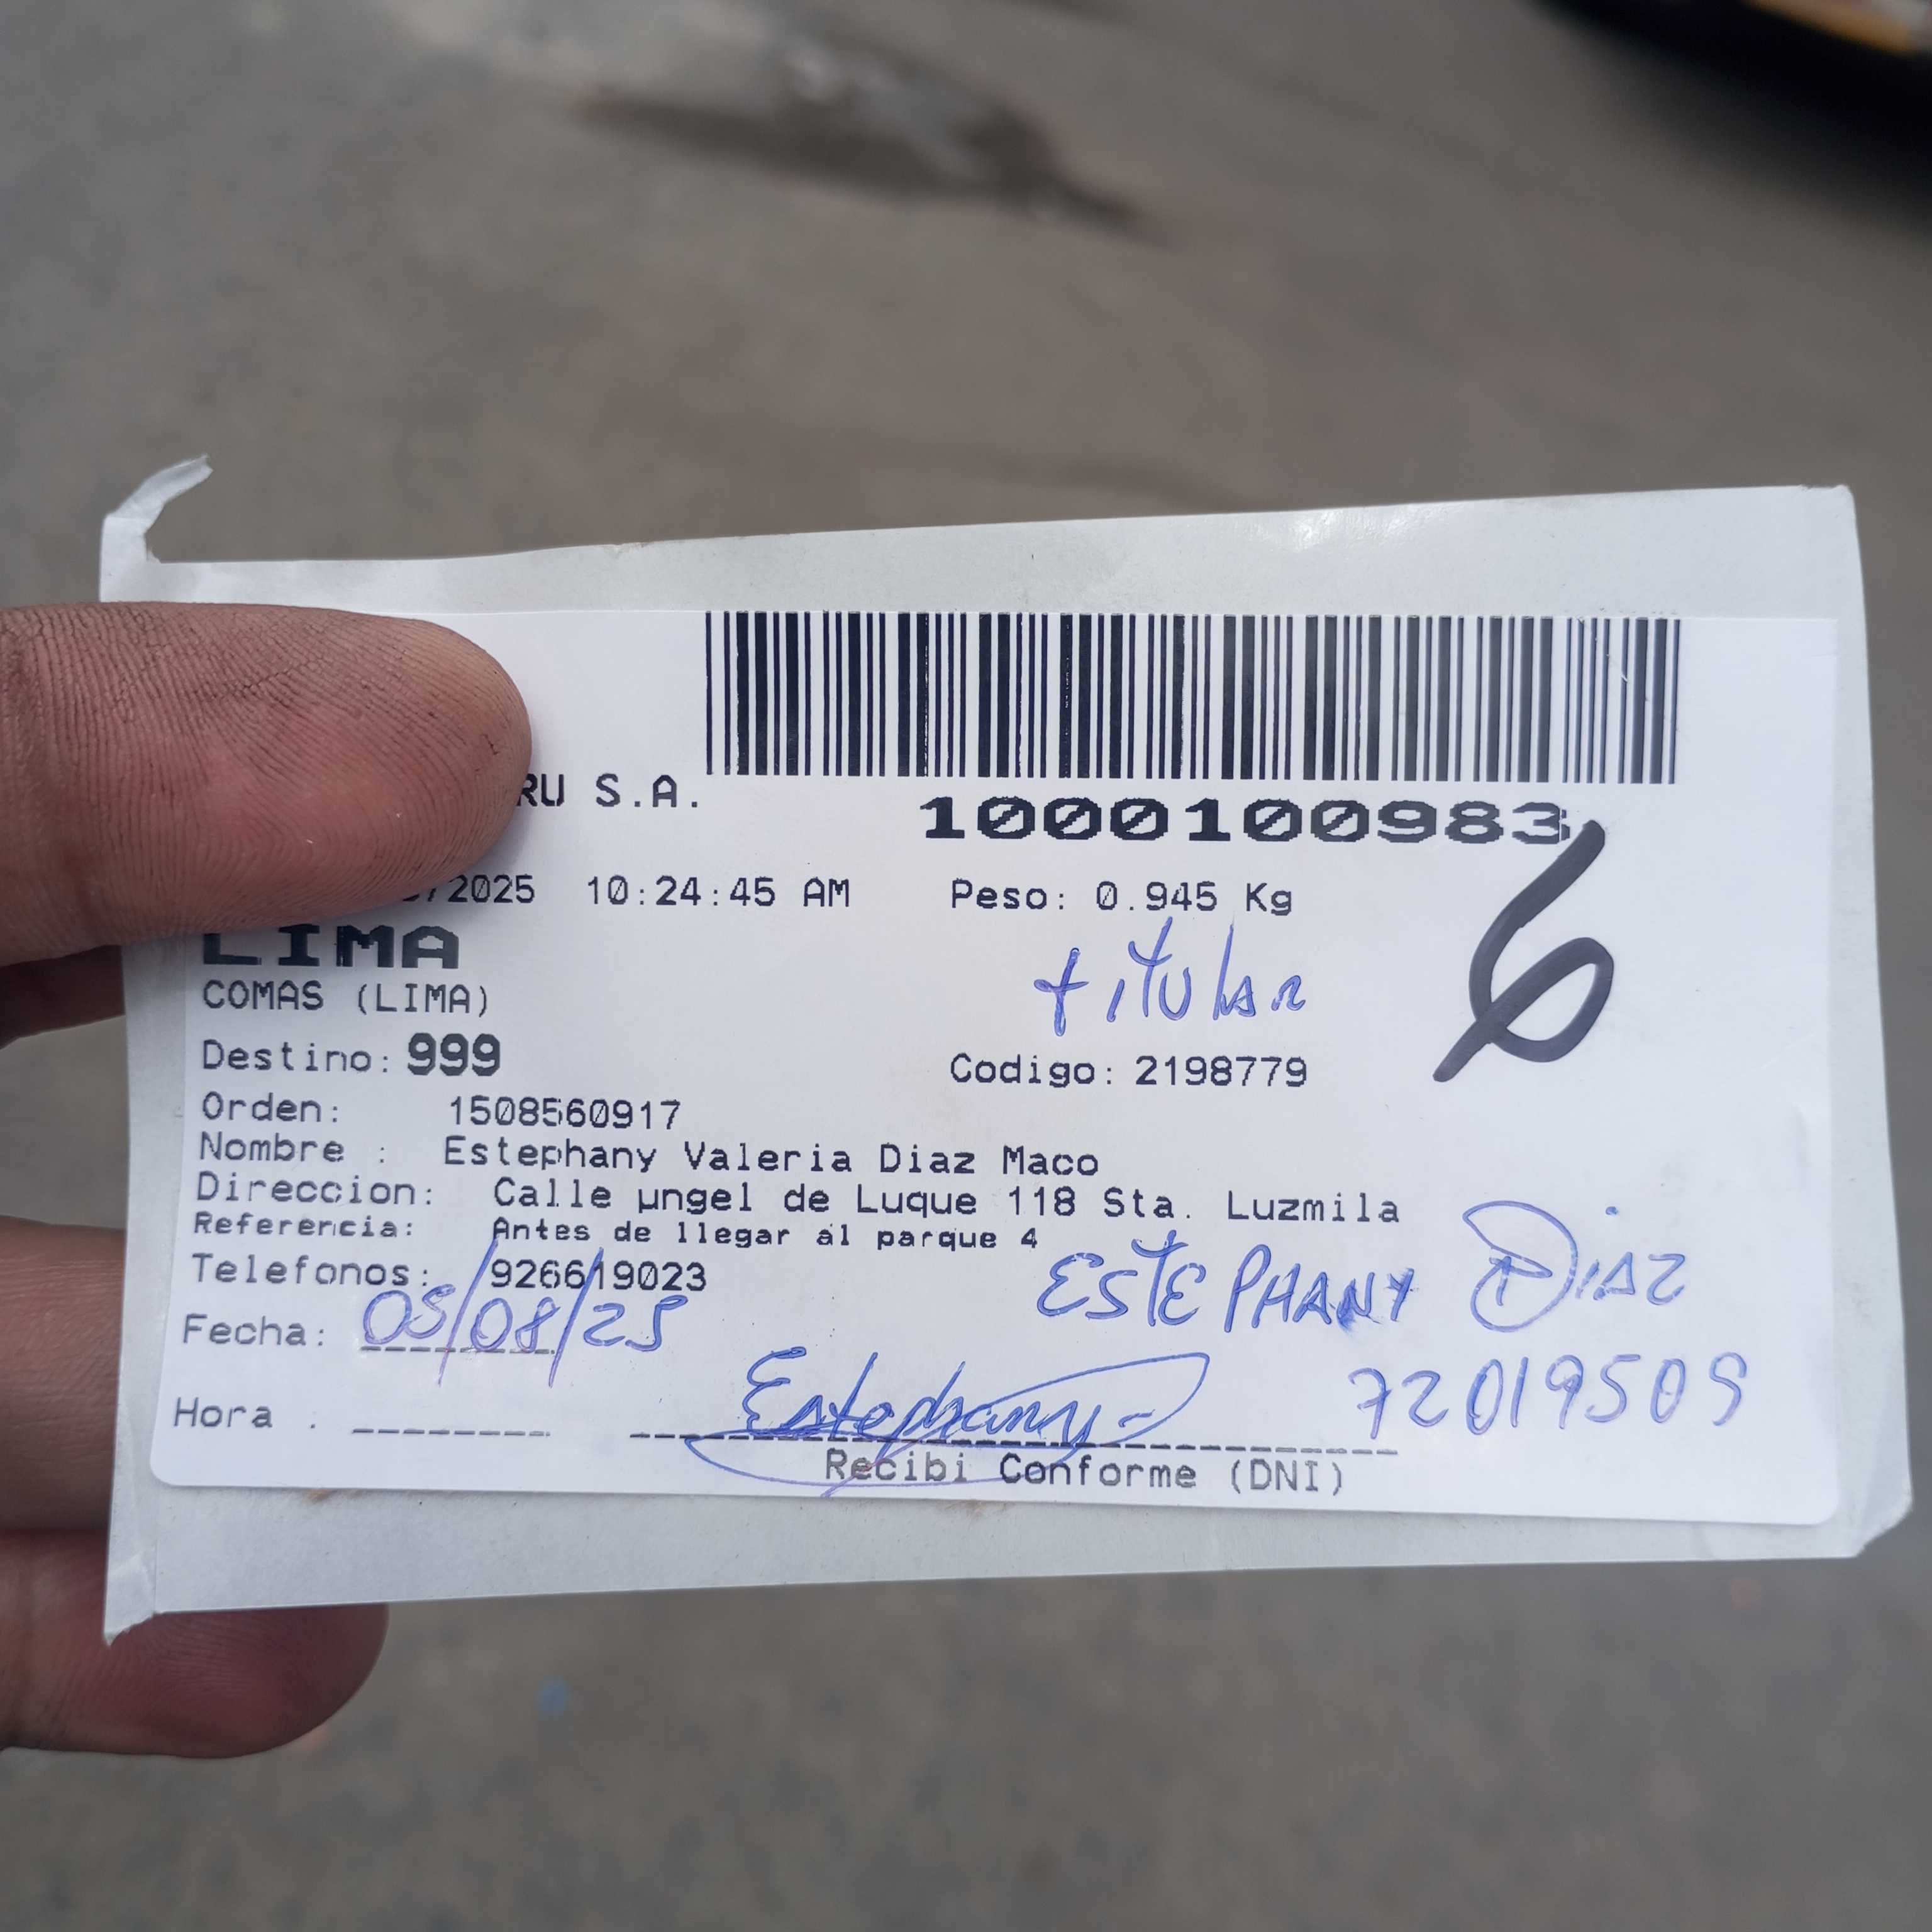 RU S.A.
1000100983
/2025 10:24:45 AM Peso: 0.945 Kg
LIMA
COMAS (LIMA)
titular
6
Destino: 999
Codigo: 2198779
Orden: 1508560917
Nombre : Estephany Valeria Diaz Maco
Direccion: Calle µngel de Luque 118 Sta. Luzmila
Referencia: Antes de llegar al parque 4
Telefonos: 926619023
ESTEPHANY DIAZ
Fecha: 05/08/25
Estephany
72019509
Hora .
Recibi Conforme (DNI)